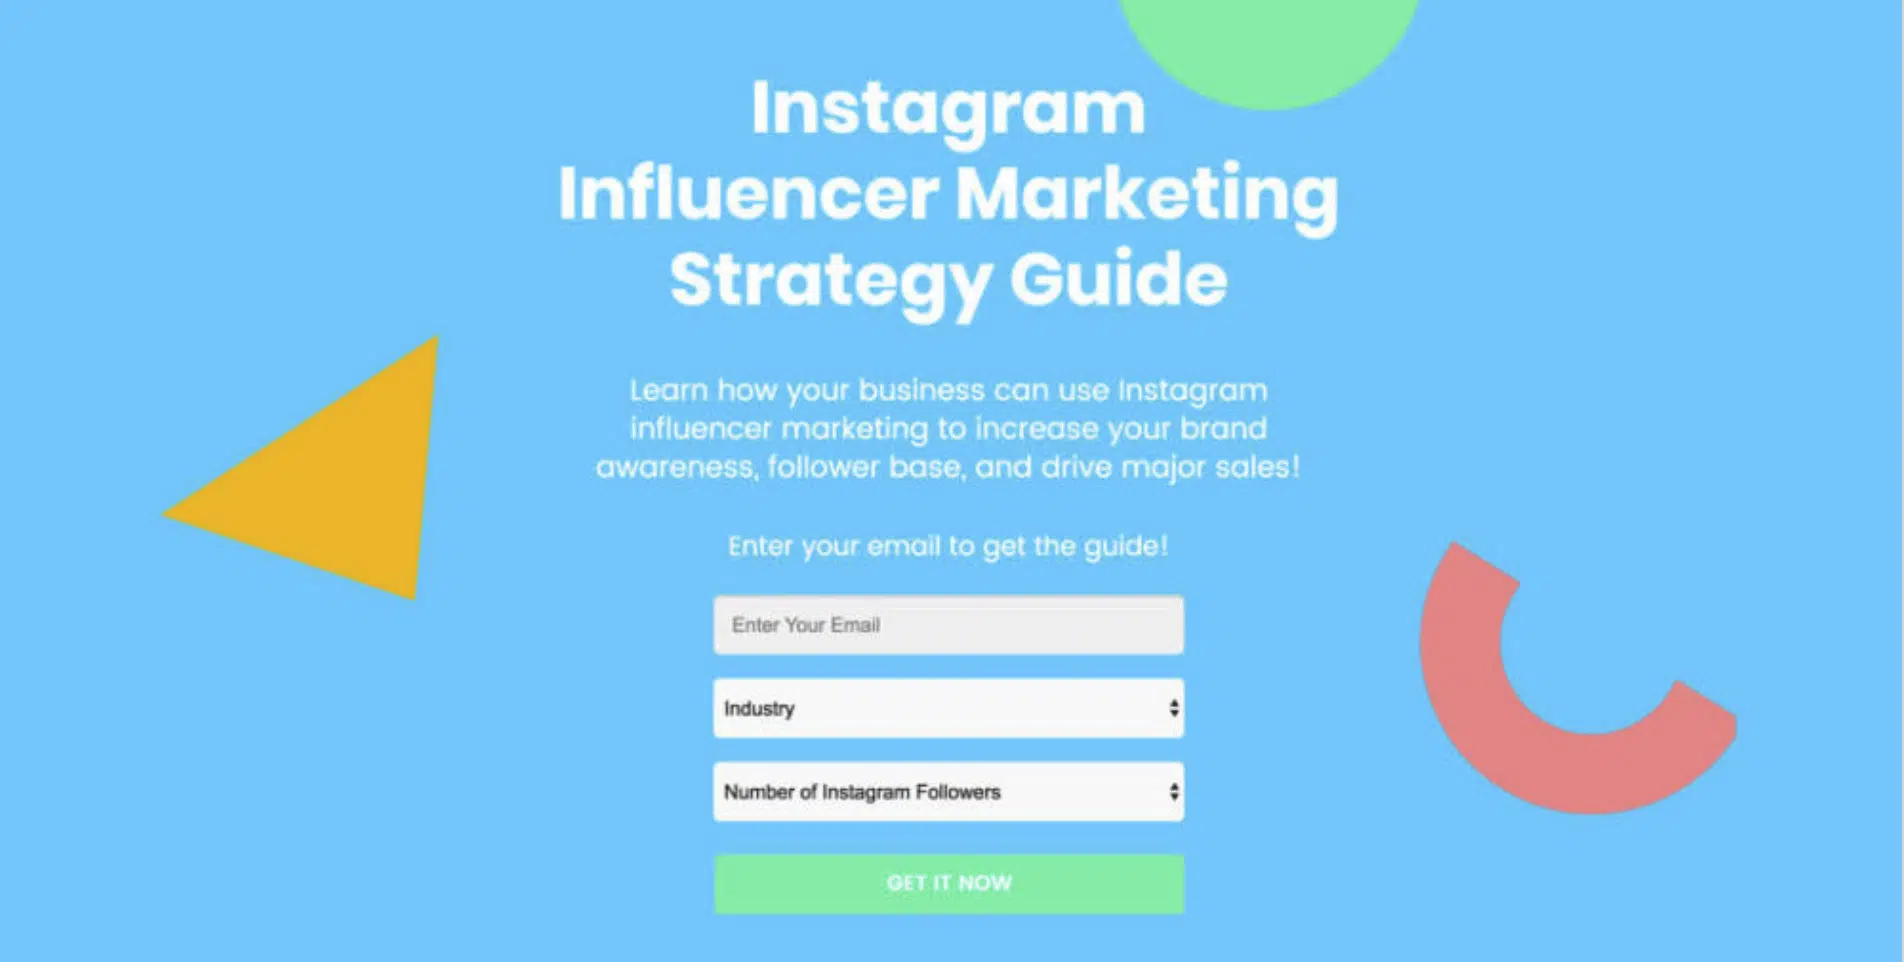 Instagram
Influencer Marketing
Strategy Guide
Learn how your business can use Instagram
influencer marketing to increase your brand
awareness, follower base, and drive major sales!
Enter your email to get the guide!
Enter Your Email
Industry
Number of Instagram Followers
GET IT NOW